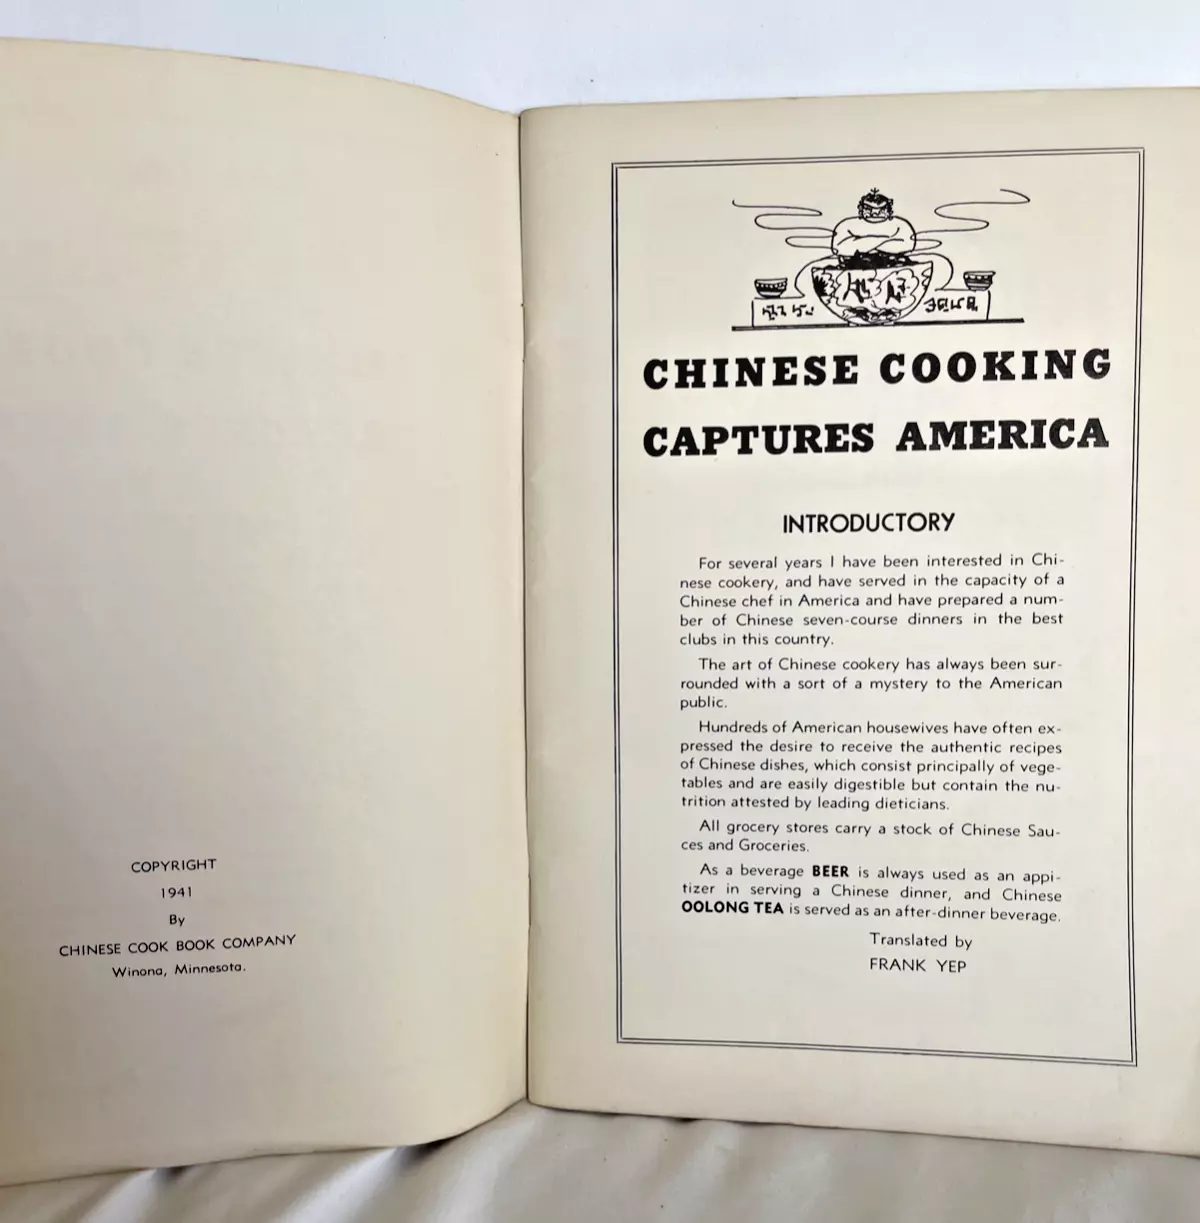 COPYRIGHT
1941
By
CHINESE COOK BOOK COMPANY
Winona, Minnesota.
CHINESE COOKING
CAPTURES AMERICA
INTRODUCTORY
For several years I have been interested in Chi-
nese cookery, and have served in the capacity of a
Chinese chef in America and have prepared a num-
ber of Chinese seven-course dinners in the best
clubs in this country.
The art of Chinese cookery has always been sur-
rounded with a sort of a mystery to the American
public.
Hundreds of American housewives have often ex-
pressed the desire to receive the authentic recipes
of Chinese dishes, which consist principally of vege-
tables and are easily digestible but contain the nu-
trition attested by leading dieticians.
All grocery stores carry a stock of Chinese Sau-
ces and Groceries.
As a beverage BEER is always used as an appi-
tizer in serving a Chinese dinner, and Chinese
OOLONG TEA is served as an after-dinner beverage.
Translated by
FRANK YEP